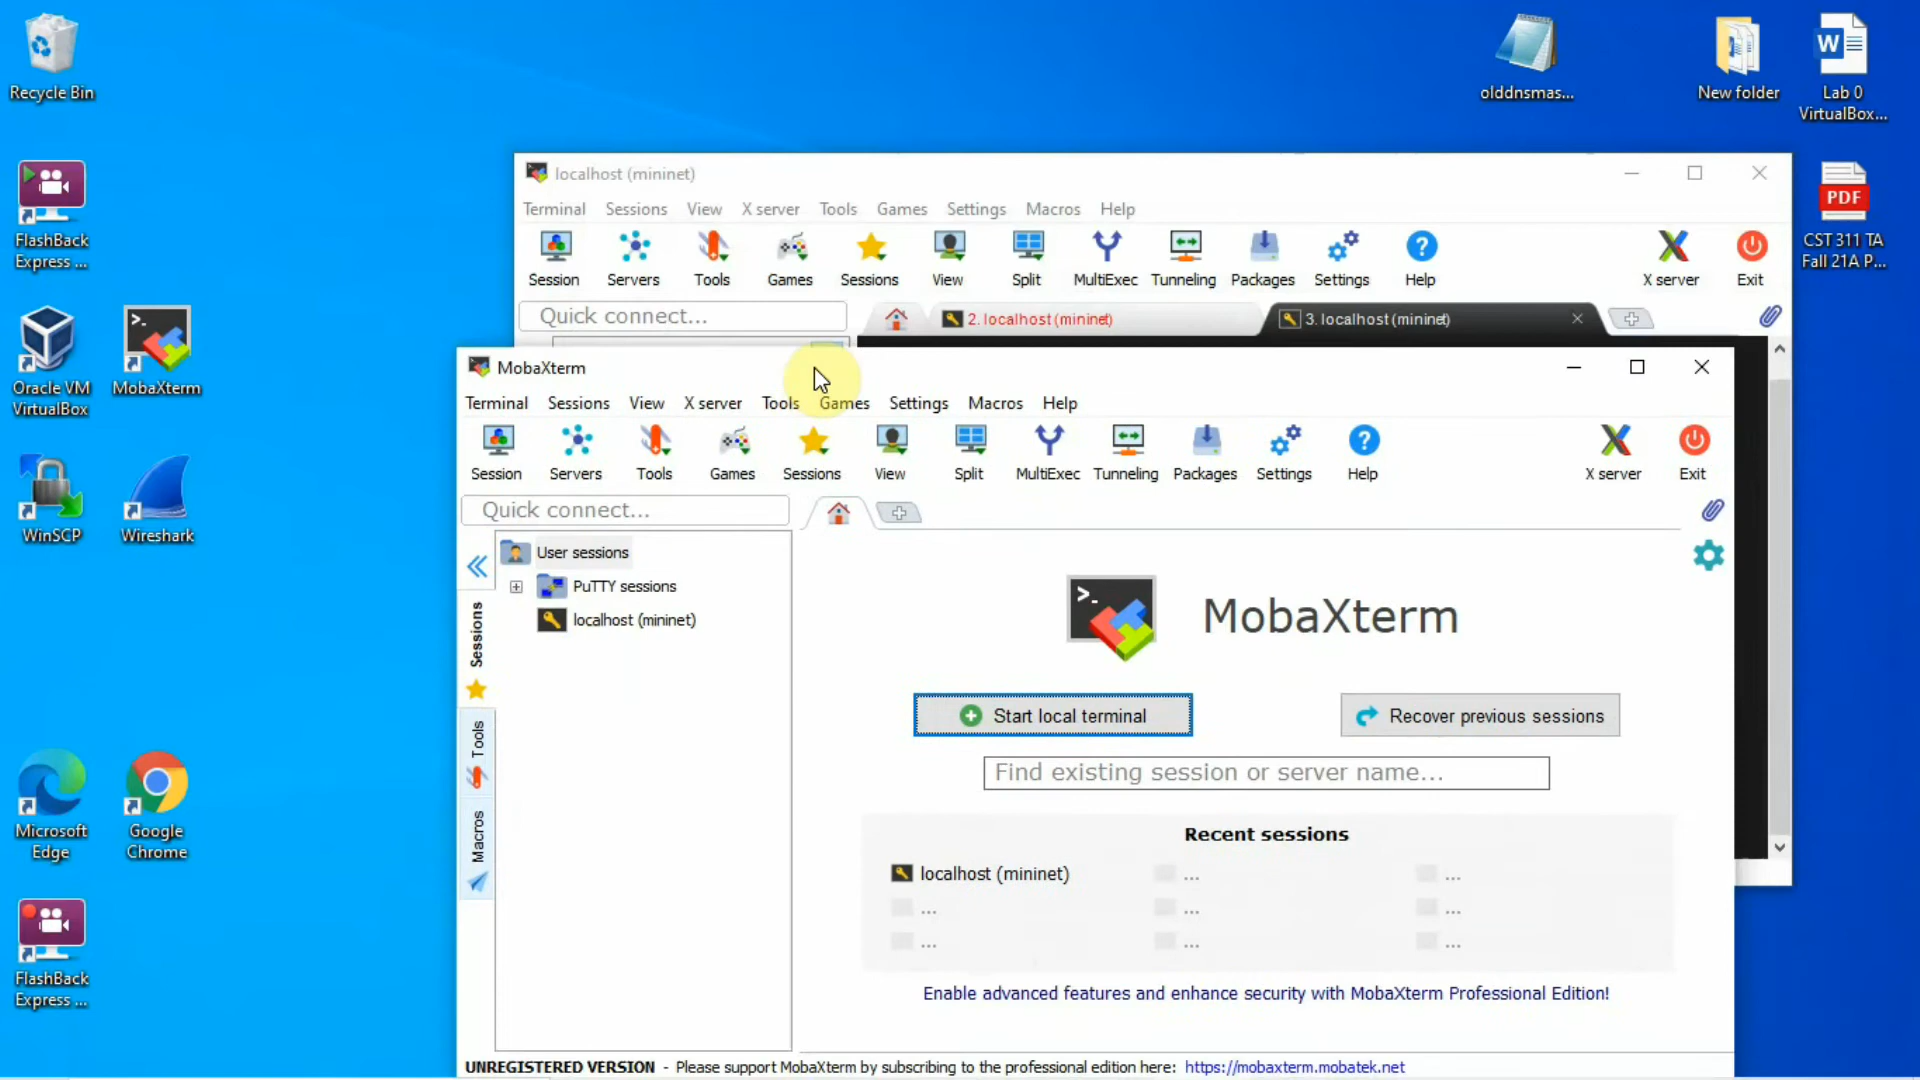 Recycle Bin
FlashBack
Express ...
Oracle VM
VirtualBox
MobaXterm
WinSCP
Wireshark
Microsoft
Edge
Google
Chrome
FlashBack
Express ...
olddnsmas...
New folder
W
Lab 0
VirtualBox...
PDF
CST 311 TA
Fall 21A P...
localhost (mininet)
Terminal Sessions View X server Tools Games Settings Macros Help
Session Servers Tools Games Sessions View Split MultiExec Tunneling Packages Settings Help X server Exit
Quick connect...
2. localhost (mininet)
3. localhost (mininet)
MobaXterm
Terminal Sessions View X server Tools Games Settings Macros Help
Session Servers Tools Games Sessions View Split MultiExec Tunneling Packages Settings Help X server Exit
Quick connect...
User sessions
PuTTY sessions
localhost (mininet)
Sessions
Tools
Macros
MobaXterm
Start local terminal
Recover previous sessions
Find existing session or server name...
Recent sessions
localhost (mininet) ... ...
... ... ...
... ... ...
Enable advanced features and enhance security with MobaXterm Professional Edition!
UNREGISTERED VERSION - Please support MobaXterm by subscribing to the professional edition here: https://mobaxterm.mobatek.net